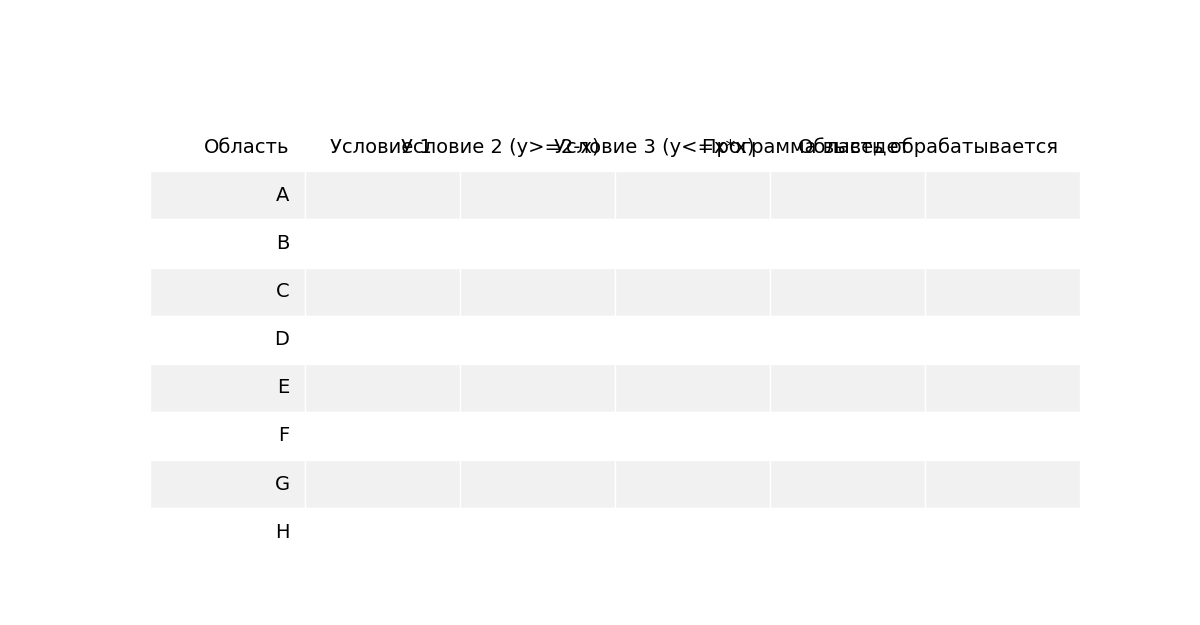 Область Условие 1 Условие 2 (y>=2-x) Условие 3 (y<=x*x) Программа выведет Область обрабатывается
A
B
C
D
E
F
G
H